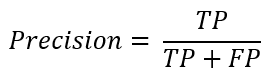 Precision = TP / TP + FP